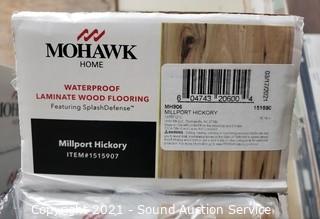 MOHAWK
HOME
WATERPROOF
LAMINATE WOOD FLOORING
Featuring SplashDefense™
Millport Hickory
ITEM#1515907
6 04743 20600 4
MH906
MILLPORT HICKORY
Copyright 2021 - Sound Auction Service